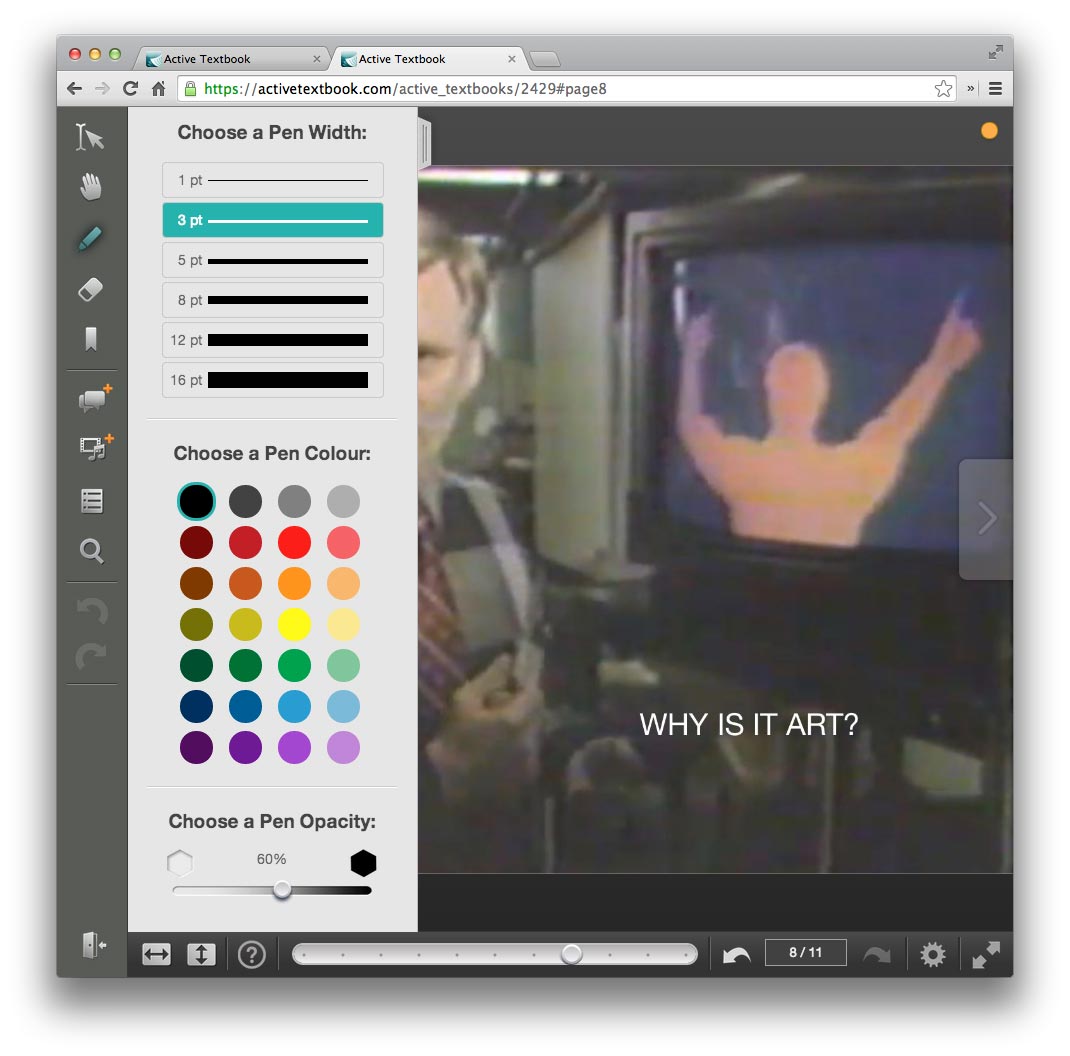 Active Textbook
Active Textbook
https://activetextbook.com/active_textbooks/2429#page8
»
Choose a Pen Width:
1 pt
3 pt
5 pt
8 pt
12 pt
16 pt
Choose a Pen Colour:
Choose a Pen Opacity:
60%
WHY IS IT ART?
?
8 / 11